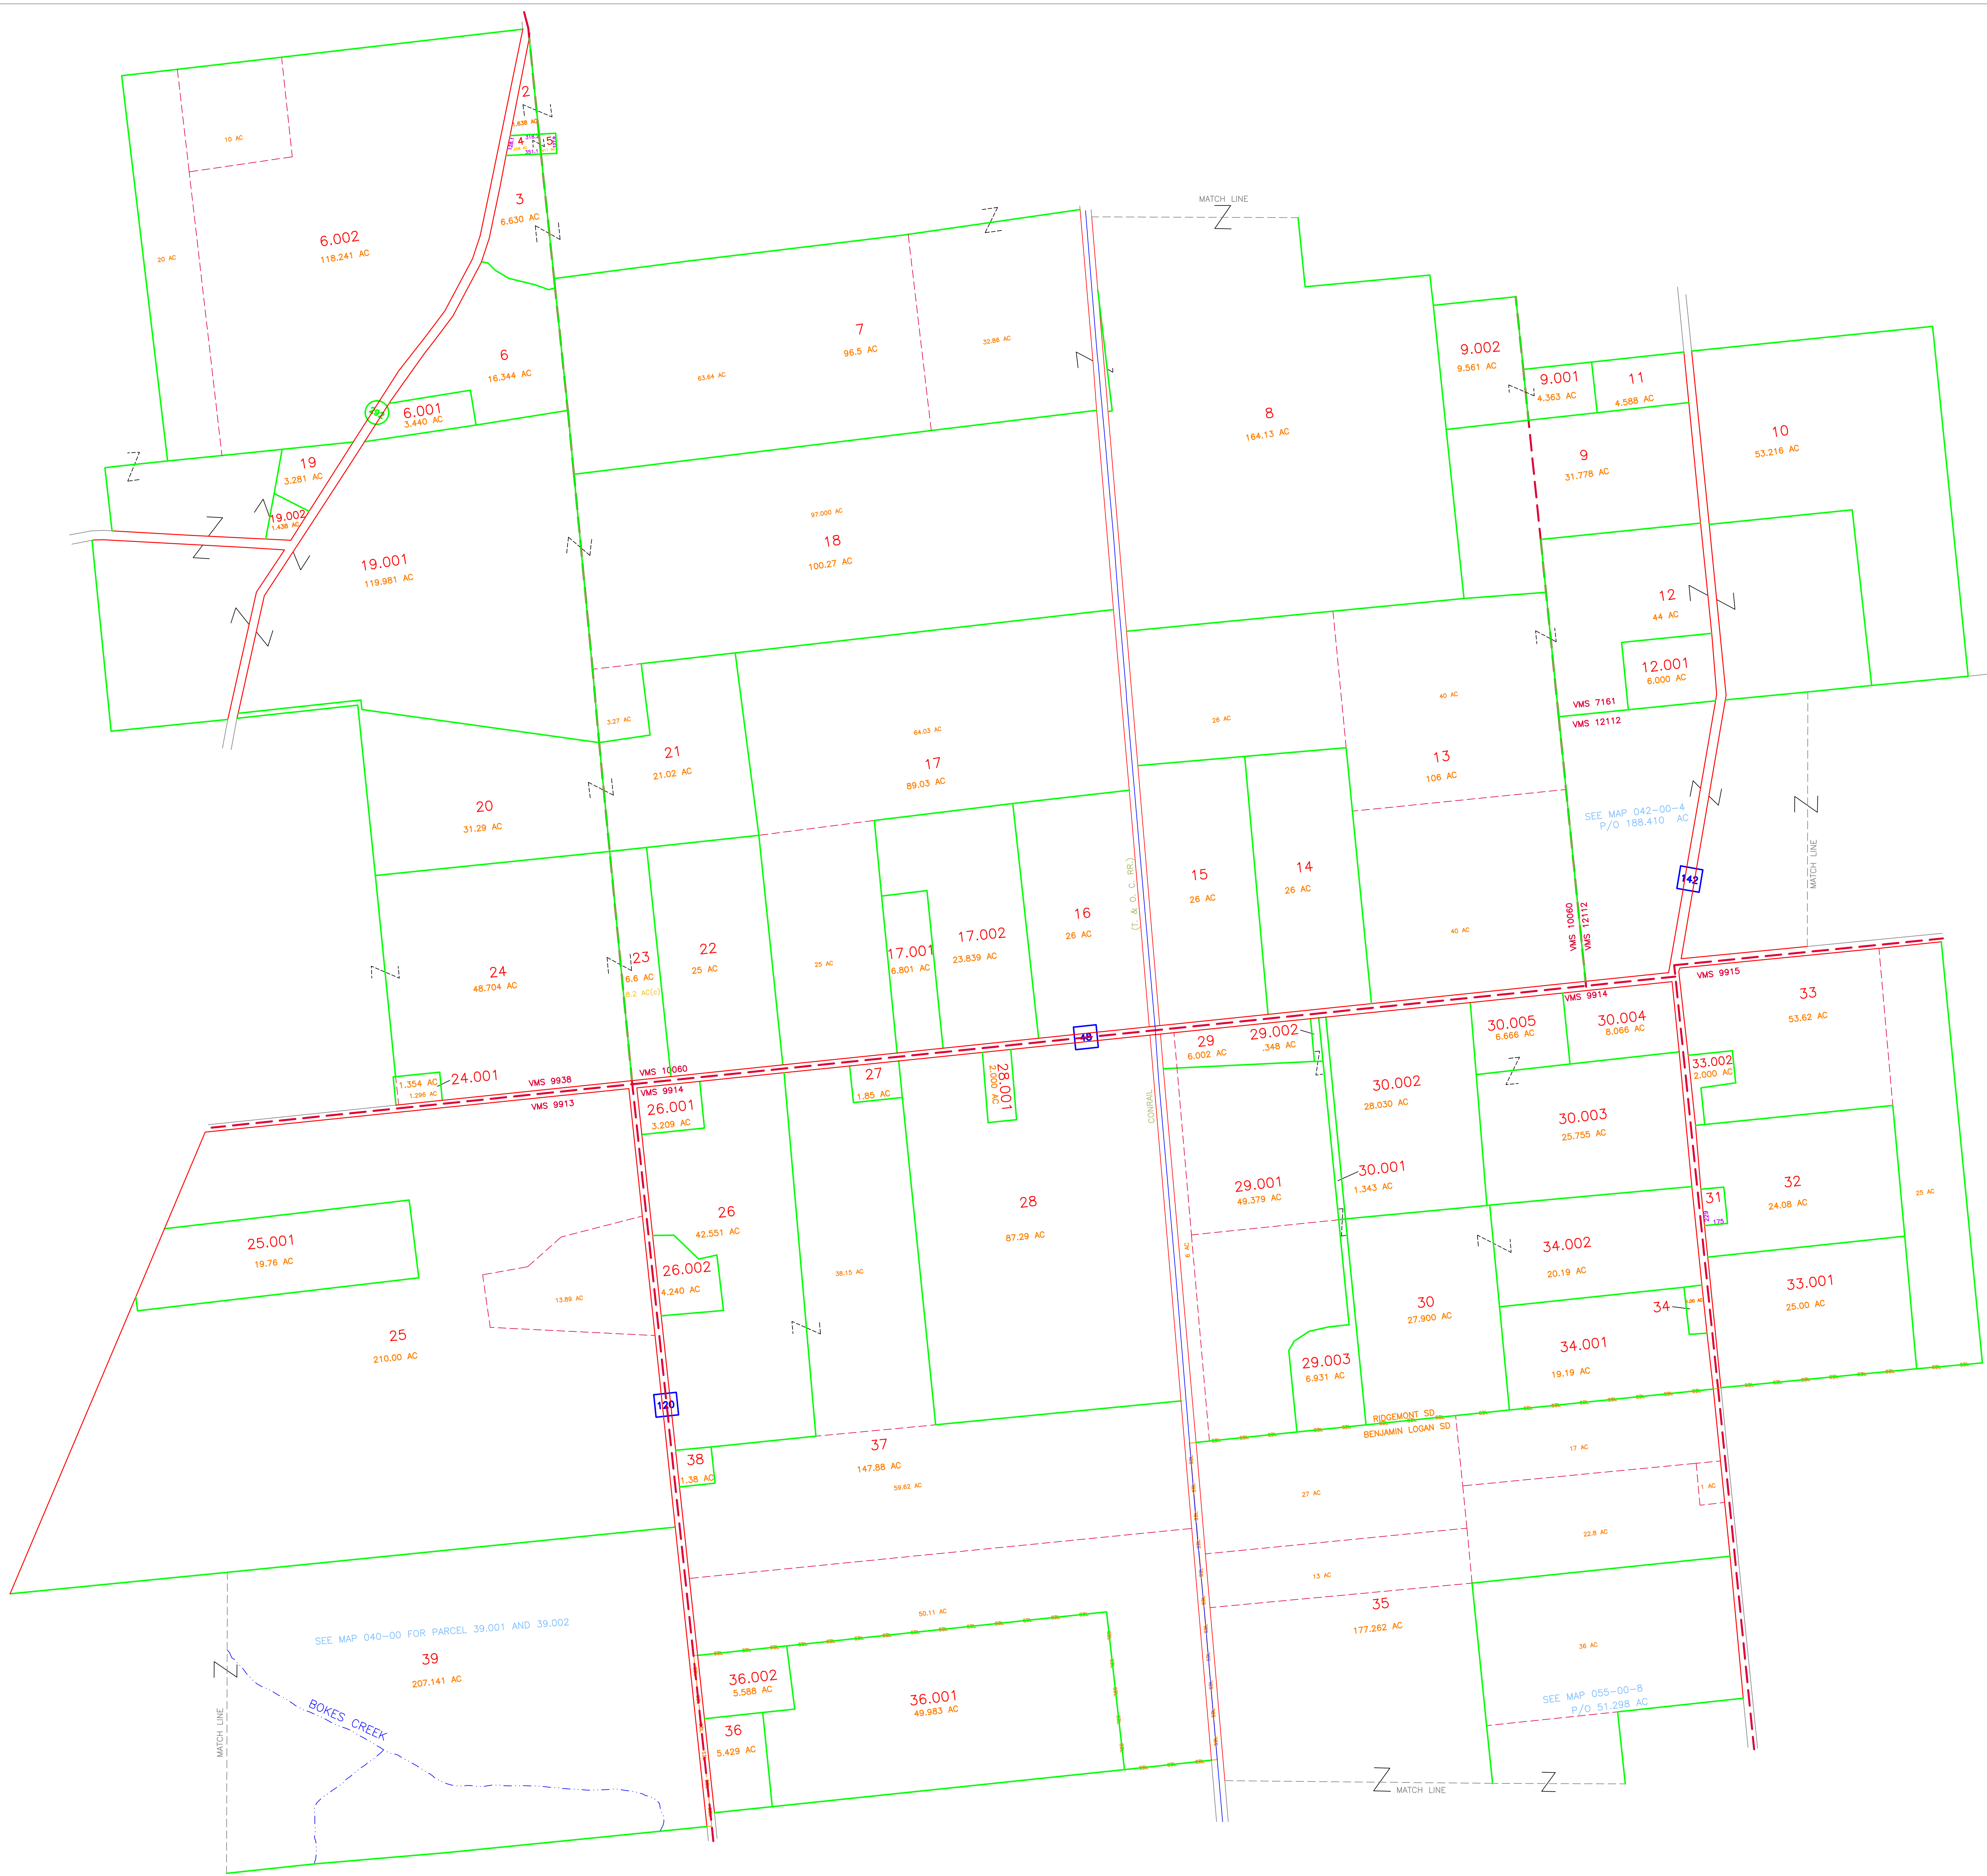 2
1.638 AC
4
5
10 AC
3
6.630 AC
20 AC
6.002
118.241 AC
MATCH LINE
6
16.344 AC
6.001
3.440 AC
7
96.5 AC
63.64 AC
32.86 AC
8
164.13 AC
9.002
9.561 AC
9.001
4.363 AC
11
4.588 AC
10
53.216 AC
9
31.778 AC
19
3.281 AC
19.002
1.438 AC
19.001
119.981 AC
97.000 AC
18
100.27 AC
12
44 AC
12.001
6.000 AC
VMS 7161
VMS 12112
3.27 AC
21
21.02 AC
64.03 AC
17
89.03 AC
26 AC
40 AC
13
106 AC
20
31.29 AC
SEE MAP 042-00-4
P/O 188.410 AC
MATCH LINE
142
24
48.704 AC
23
6.6 AC
8.2 AC(c)
22
25 AC
25 AC
17.001
6.801 AC
17.002
23.839 AC
16
26 AC
(T. & O. C. RR.)
15
26 AC
14
26 AC
40 AC
VMS 10060
VMS 12112
VMS 9915
VMS 9914
48
1.354 AC
1.296 AC
24.001
VMS 9938
VMS 9913
VMS 10060
VMS 9914
26.001
3.209 AC
27
1.85 AC
28.001
2.000 AC
CONRAIL
29
6.002 AC
29.002
.348 AC
30.002
28.030 AC
30.005
6.666 AC
30.004
8.066 AC
30.003
25.755 AC
33.002
2.000 AC
33
53.62 AC
25.001
19.76 AC
25
210.00 AC
13.89 AC
26
42.551 AC
26.002
4.240 AC
38.15 AC
28
87.29 AC
29.001
49.379 AC
30.001
1.343 AC
6 AC
31
229
175
32
24.08 AC
25 AC
34.002
20.19 AC
34
34.001
19.19 AC
33.001
25.00 AC
30
27.900 AC
29.003
6.931 AC
120
RIDGEMONT SD
BENJAMIN LOGAN SD
38
1.38 AC
37
147.88 AC
59.62 AC
27 AC
17 AC
1 AC
22.8 AC
13 AC
50.11 AC
35
177.262 AC
36 AC
SEE MAP 055-00-8
P/O 51.298 AC
SEE MAP 040-00 FOR PARCEL 39.001 AND 39.002
39
207.141 AC
BOKES CREEK
MATCH LINE
36.002
5.588 AC
36.001
49.983 AC
36
5.429 AC
MATCH LINE